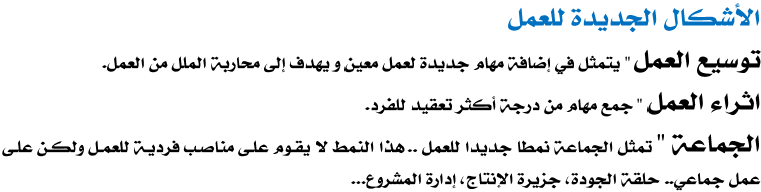 الأشكال الجديدة للعمل
توسيع العمل " يتمثل في إضافة مهام جديدة لعمل معين و يهدف إلى محاربة الملل من العمل.
اثراء العمل " جمع مهام من درجة أكثر تعقيد للفرد.
الجماعة " تمثل الجماعة نمطا جديدا للعمل .. هذا النمط لا يقوم على مناصب فردية للعمل ولكن على
عمل جماعي.. حلقة الجودة، جزيرة الإنتاج، إدارة المشروع...